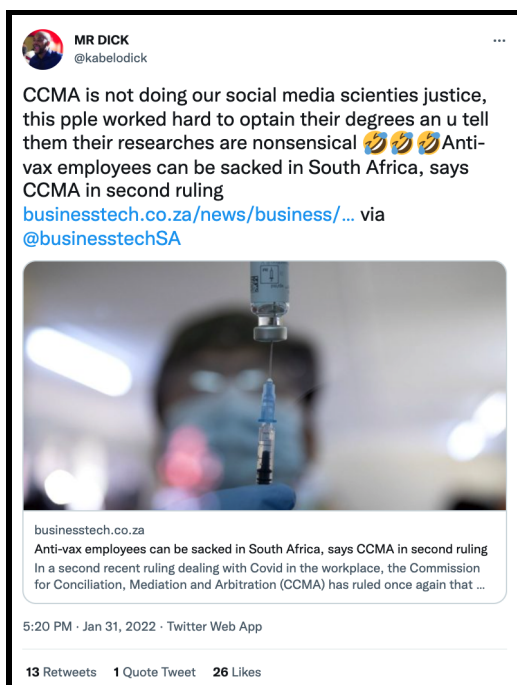 MR DICK
@kabelodick
CCMA is not doing our social media scienties justice,
this pple worked hard to optain their degrees an u tell
them their researches are nonsensical 🤣🤣🤣Anti-
vax employees can be sacked in South Africa, says
CCMA in second ruling
businesstech.co.za/news/business/... via
@businesstechSA
businesstech.co.za
Anti-vax employees can be sacked in South Africa, says CCMA in second ruling
In a second recent ruling dealing with Covid in the workplace, the Commission
for Conciliation, Mediation and Arbitration (CCMA) has ruled once again that ...
5:20 PM · Jan 31, 2022 · Twitter Web App
13 Retweets 1 Quote Tweet 26 Likes